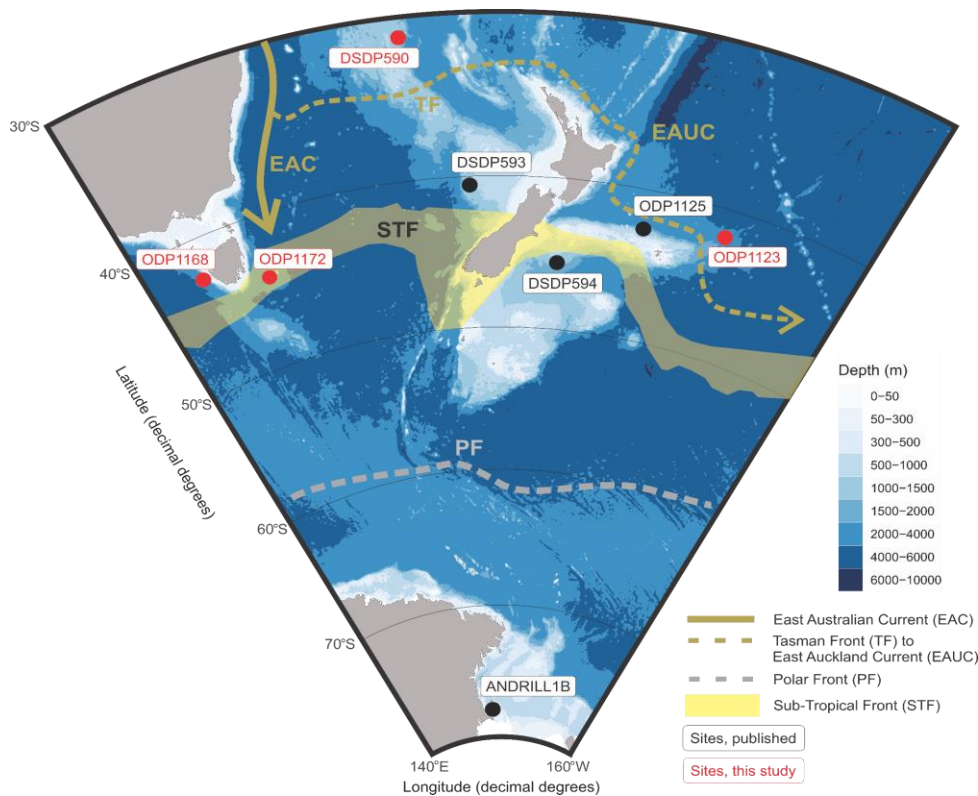 DSDP590
TF
30°S
EAUC
EAC
DSDP593
ODP1125
STF
ODP1168
ODP1172
ODP1123
40°S
DSDP594
Depth (m)
0−50
50−300
300−500
500−1000
1000−1500
1500−2000
2000−4000
4000−6000
6000−10000
50°S
Latitude (decimal degrees)
PF
60°S
70°S
East Australian Current (EAC)
Tasman Front (TF) to
East Auckland Current (EAUC)
Polar Front (PF)
Sub-Tropical Front (STF)
Sites, published
Sites, this study
ANDRILL1B
140°E
160°W
Longitude (decimal degrees)